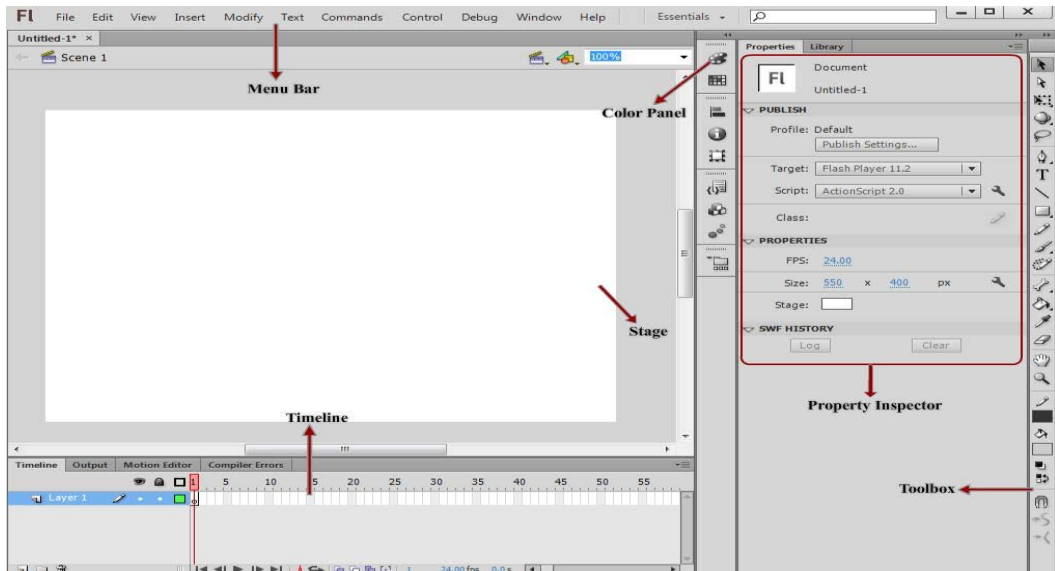 Fl File Edit View Insert Modify Text Commands Control Debug Window Help Essentials
Untitled-1* ×
Scene 1 100%
Menu Bar
Color Panel
Stage
Timeline
Properties Library
Fl Document
Untitled-1
PUBLISH
Profile: Default
Publish Settings...
Target: Flash Player 11.2
Script: ActionScript 2.0
Class:
PROPERTIES
FPS: 24.00
Size: 550 x 400 px
Stage:
SWF HISTORY
Log Clear
Property Inspector
Toolbox
Timeline Output Motion Editor Compiler Errors
1 5 10 15 20 25 30 35 40 45 50 55
Layer 1
1 24.00 fps 0.0 s